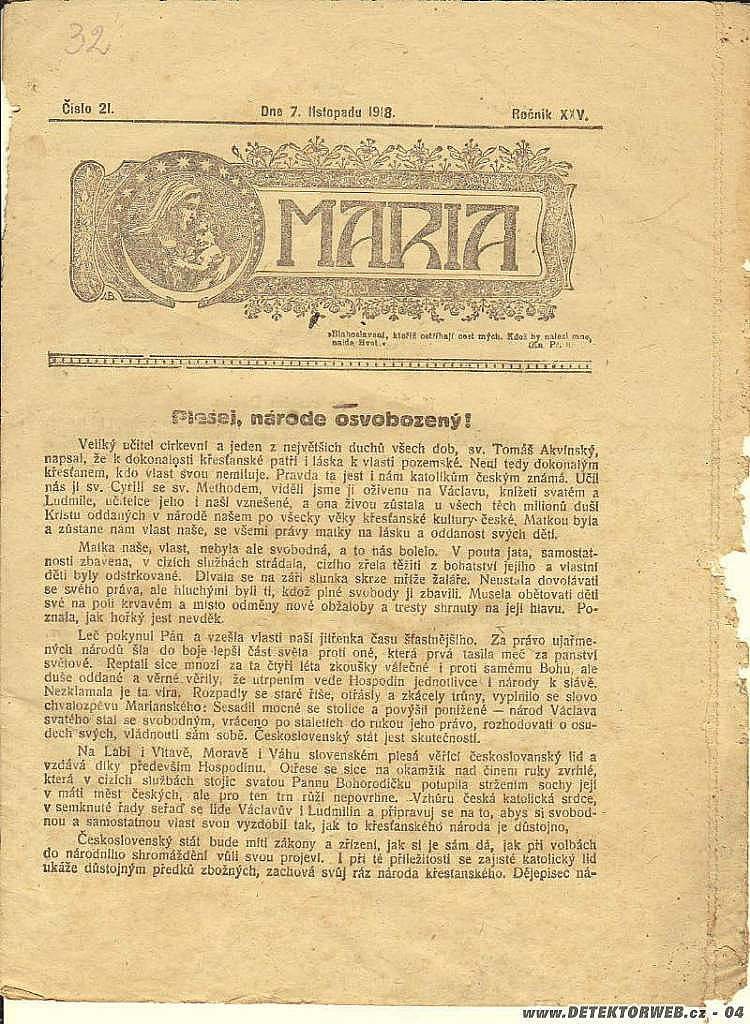 32
Číslo 21.
Dne 7. listopadu 1918.
Ročník XXV.
MARIA
»Blahoslavení, kteříž ostříhají cest mých. Kdož by nalezl mne,
nalde život.«
(Kn. Př.
Plesej, národe osvobozený!
Veliký učitel cirkevní a jeden z největších duchů všech dob, sv. Tomáš Akvinský,
napsal, že k dokonalosti křesťanské patří i láska k vlasti pozemské. Není tedy dokonalým
křesťanem, kdo vlast svou nemiluje. Pravda ta jest i nám katolíkům českým známá. Učil
nás jí sv. Cyrill se sv. Methodem, viděli jsme ji oživenu na Václavu, knížeti svatém a
Ludmile, učitelce jeho i naší vznešené, a ona živou zůstala u všech těch milionů duší
Kristu oddaných v národě našem po všecky věky křesťanské kultury české. Matkou byla
a zůstane nám vlast naše, se všemi právy matky na lásku a oddanost svých dětí.
Matka naše, vlast, nebyla ale svobodná, a to nás bolelo. V pouta jata, samostat-
nosti zbavena, v cizích službách strádala, cizího zřela těžiti z bohatství jejího a vlastní
děti byly odstrkované. Dívala se na záři slunka skrze mříže žaláře. Neustala dovolávati
se svého práva, ale hluchými byli ti, kdož plné svobody ji zbavili. Musela obětovati děti
své na poli krvavém a místo odměny nové obžaloby a tresty shrnuty na její hlavu. Po-
znala, jak hořký jest nevděk.
Leč pokynul Pán a vzešla vlasti naší jitřenka času šťastnějšího. Za právo ujařme-
ných národů šla do boje lepší část světa proti oné, která prvá tasila meč za panství
světové. Reptali sice mnozí za ta čtyři léta zkoušky válečné i proti samému Bohu, ale
duše oddané a věrné věřily, že utrpením vede Hospodin jednotlivce i národy k slávě.
Nezklamala je ta víra. Rozpadly se staré říše, otřásly a zkácely trůny, vyplnilo se slovo
chvalozpěvu Marianského: Sesadil mocné se stolice a povýšil ponížené — národ Václava
svatého stal se svobodným, vráceno po staletích do rukou jeho právo, rozhodovati o osu-
dech svých, vládnouti sám sobě. Československý stát jest skutečností.
Na Labi i Vltavě, Moravě i Váhu slovenském plesá věřící československý lid a
vzdává díky především Hospodinu. Otřese se sice na okamžik nad činem ruky zvrhlé,
která v cizích službách stojíc svatou Pannu Bohorodičku potupila stržením sochy její
v máti měst českých, ale pro ten trn růží nepovrhne. Vzhůru česká katolická srdce,
v semknuté řady seřaď se lide Václavův i Ludmilin a připravuj se na to, abys si svobod-
nou a samostatnou vlast svou vyzdobil tak, jak to křesťanského národa je důstojno,
Československý stát bude míti zákony a zřízení, jak si je sám dá, jak při volbách
do národního shromáždění vůli svou projeví. I při té příležitosti se zajisté katolický lid
ukáže důstojným předků zbožných, zachová svůj ráz národa křesťanského. Dějepisec ná-
www.DETEKTORWEB.cz - 04